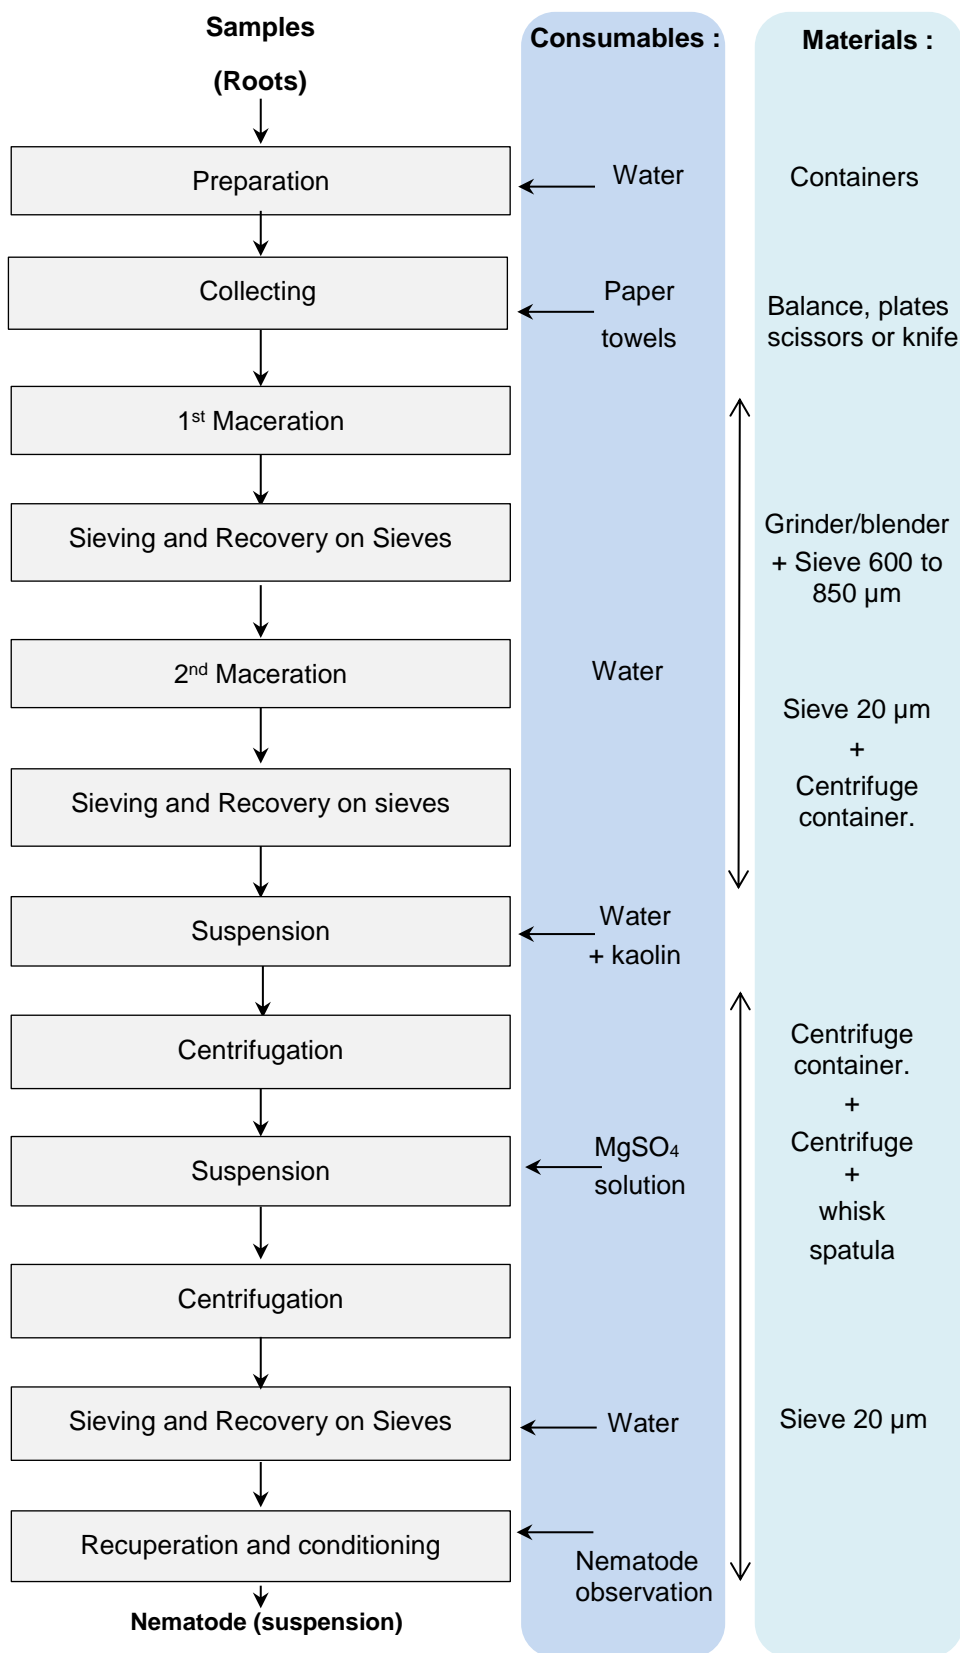 Samples
(Roots)
Consumables :
Materials :
Preparation
Water
Containers
Collecting
Paper
towels
Balance, plates
scissors or knife
1st Maceration
Sieving and Recovery on Sieves
Grinder/blender
+ Sieve 600 to
850 µm
2nd Maceration
Water
Sieve 20 µm
+
Centrifuge
container.
Sieving and Recovery on sieves
Suspension
Water
+ kaolin
Centrifugation
Centrifuge
container.
+
Centrifuge
+
whisk
spatula
Suspension
MgSO4
solution
Centrifugation
Sieving and Recovery on Sieves
Water
Sieve 20 µm
Recuperation and conditioning
Nematode
observation
Nematode (suspension)